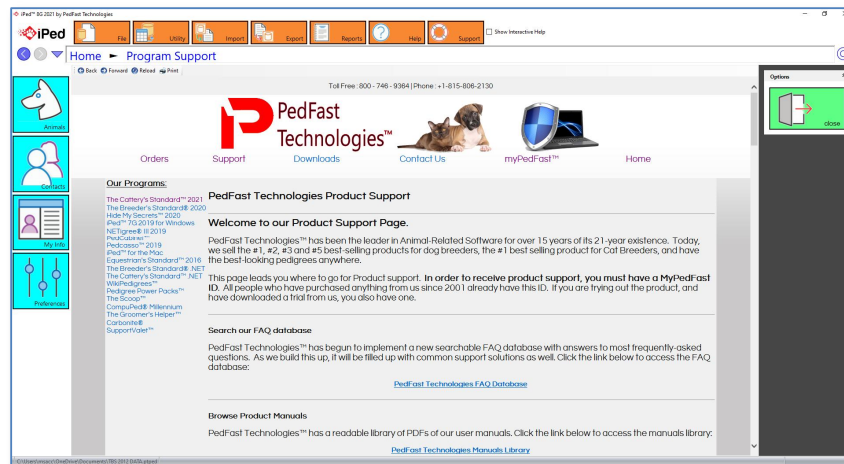 iPed™ 8G 2021 by PedFast Technologies
iPed
File
Utility
Import
Export
Reports
Help
Support
Show Interactive Help
Home ► Program Support
Back Forward Reload Print
Options
close
Animals
Contacts
My Info
Preferences
Toll Free : 800 - 746 - 9364 | Phone : +1-815-806-2130
PedFast
Technologies™
Orders Support Downloads Contact Us myPedFast™ Home
Our Programs:
The Cattery's Standard™ 2021
The Breeder's Standard® 2020
Hide My Secrets™ 2020
iPed™ 7G 2019 for Windows
NETigree® III 2019
Pedcasso™ 2019
iPed™ for the Mac
Equestrian's Standard™ 2016
The Breeder's Standard® .NET
The Cattery's Standard™ .NET
WikiPedigrees™
Pedigree Power Packs™
The Scoop™
CompuPed® Millennium
The Groomer's Helper™
Carbonite®
SupportValet™
PedFast Technologies Product Support
Welcome to our Product Support Page.
PedFast Technologies™ has been the leader in Animal-Related Software for over 15 years of its 21-year existence. Today,
we sell the #1, #2, #3 and #5 best-selling products for dog breeders, the #1 best selling product for Cat Breeders, and have
the best-looking pedigrees anywhere.
This page leads you where to go for Product support. In order to receive product support, you must have a MyPedFast
ID. All people who have purchased anything from us since 2001 already have this ID. If you are trying out the product, and
have downloaded a trial from us, you also have one.
Search our FAQ database
PedFast Technologies™ has begun to implement a new searchable FAQ database with answers to most frequently-asked
questions. As we build this up, it will be filled up with common support solutions as well. Click the link below to access the FAQ
database:
PedFast Technologies FAQ Database
Browse Product Manuals
PedFast Technologies™ has a readable library of PDFs of our user manuals. Click the link below to access the manuals library:
PedFast Technologies Manuals Library